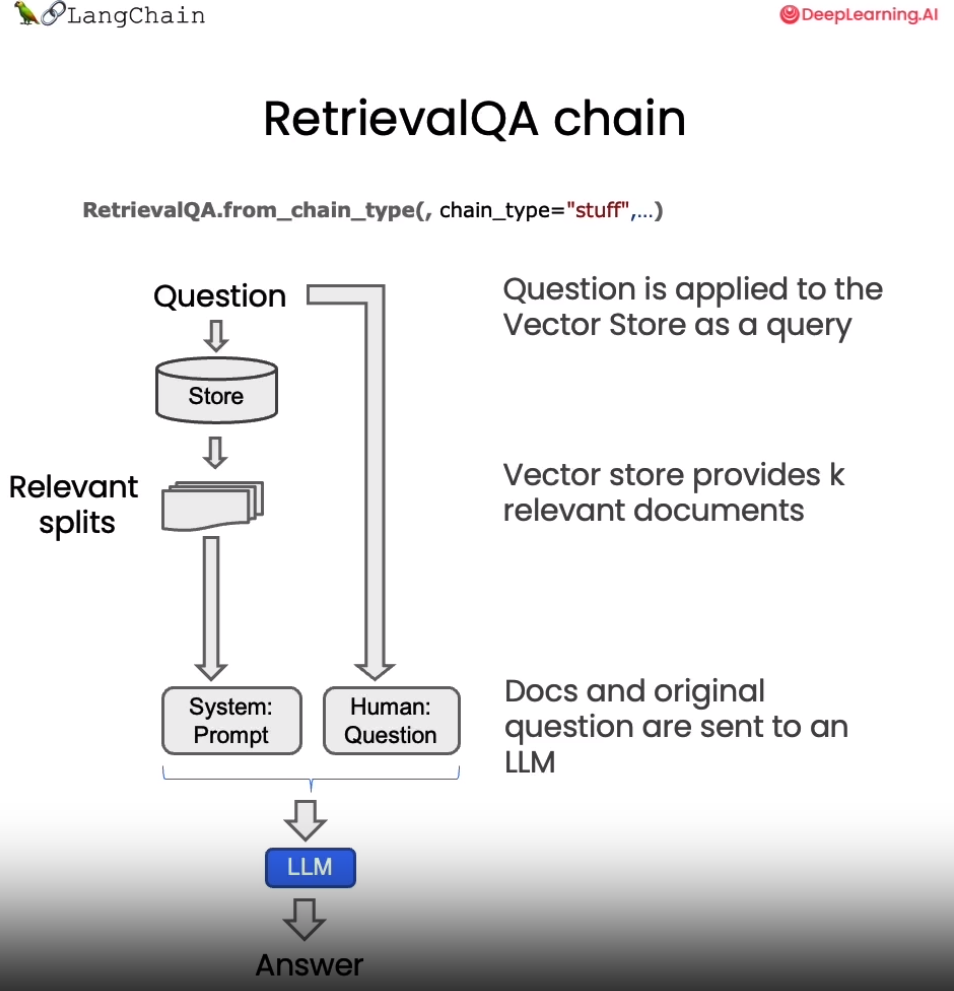 LangChain
DeepLearning.AI
RetrievalQA chain
RetrievalQA.from_chain_type(, chain_type="stuff",...)
Question
Question is applied to the
Vector Store as a query
Store
Relevant
splits
Vector store provides k
relevant documents
System:
Prompt
Human:
Question
Docs and original
question are sent to an
LLM
LLM
Answer